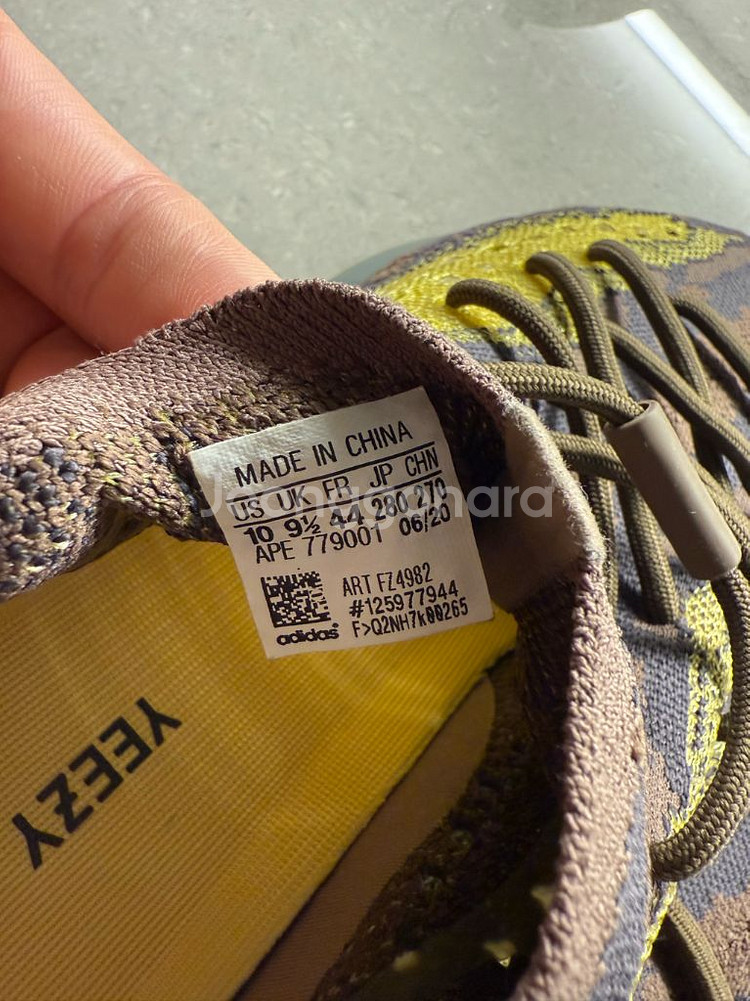 MADE IN CHINA
US UK FR JP CHN
10 9½ 44 280 270
APE 779001 06/20
ART FZ4982
#125977944
F>Q2NH7k00265
adidas
Joonggonara
YEEZY